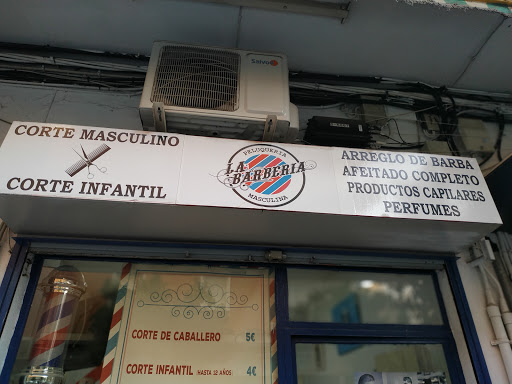 CORTE MASCULINO
CORTE INFANTIL
PELUQUERIA
LA
BARBERIA
MASCULINA
ARREGLO DE BARBA
AFEITADO COMPLETO
PRODUCTOS CAPILARES
PERFUMES
CORTE DE CABALLERO 5€
CORTE INFANTIL (HASTA 12 AÑOS) 4€